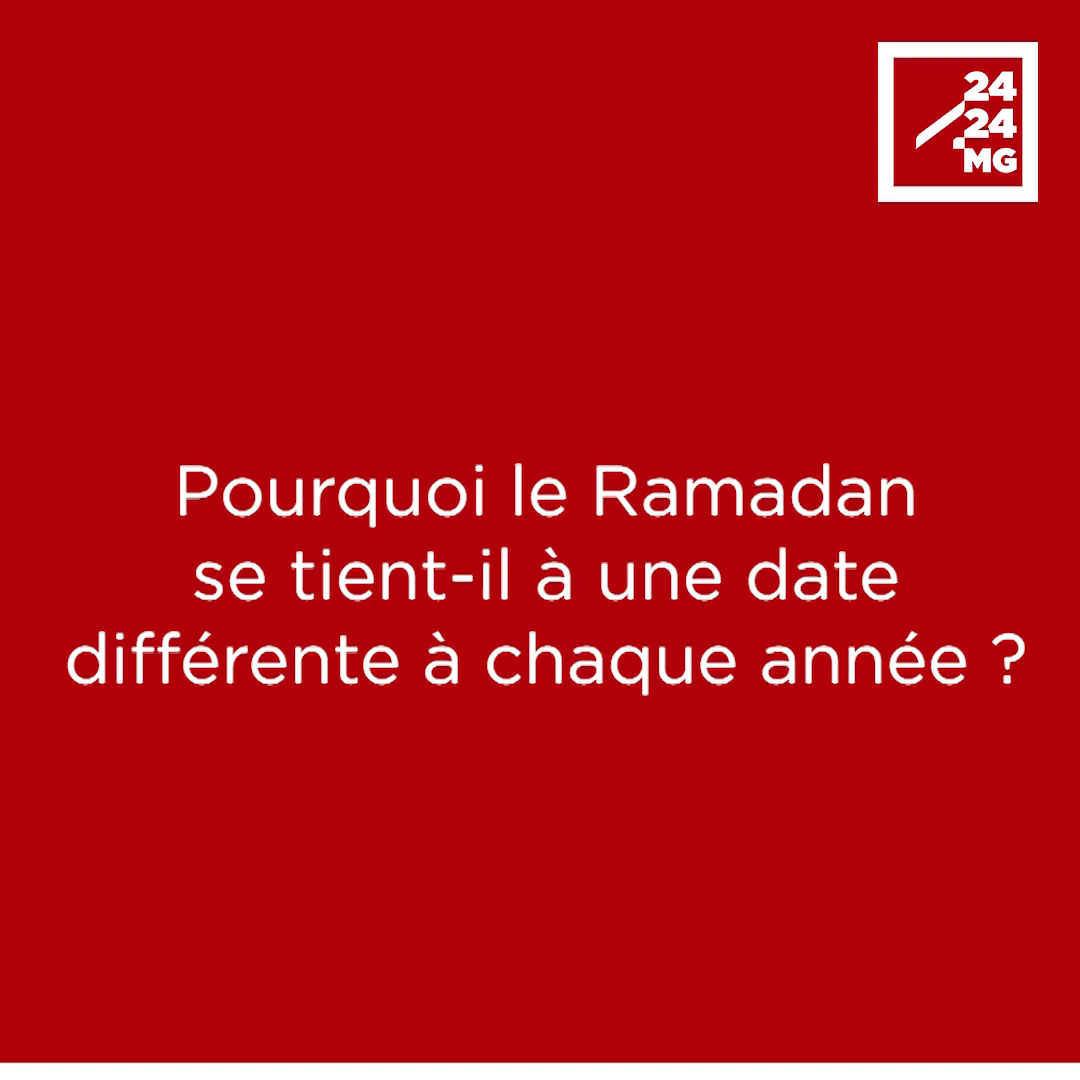 24
24
MG
Pourquoi le Ramadan
se tient-il à une date
différente à chaque année ?